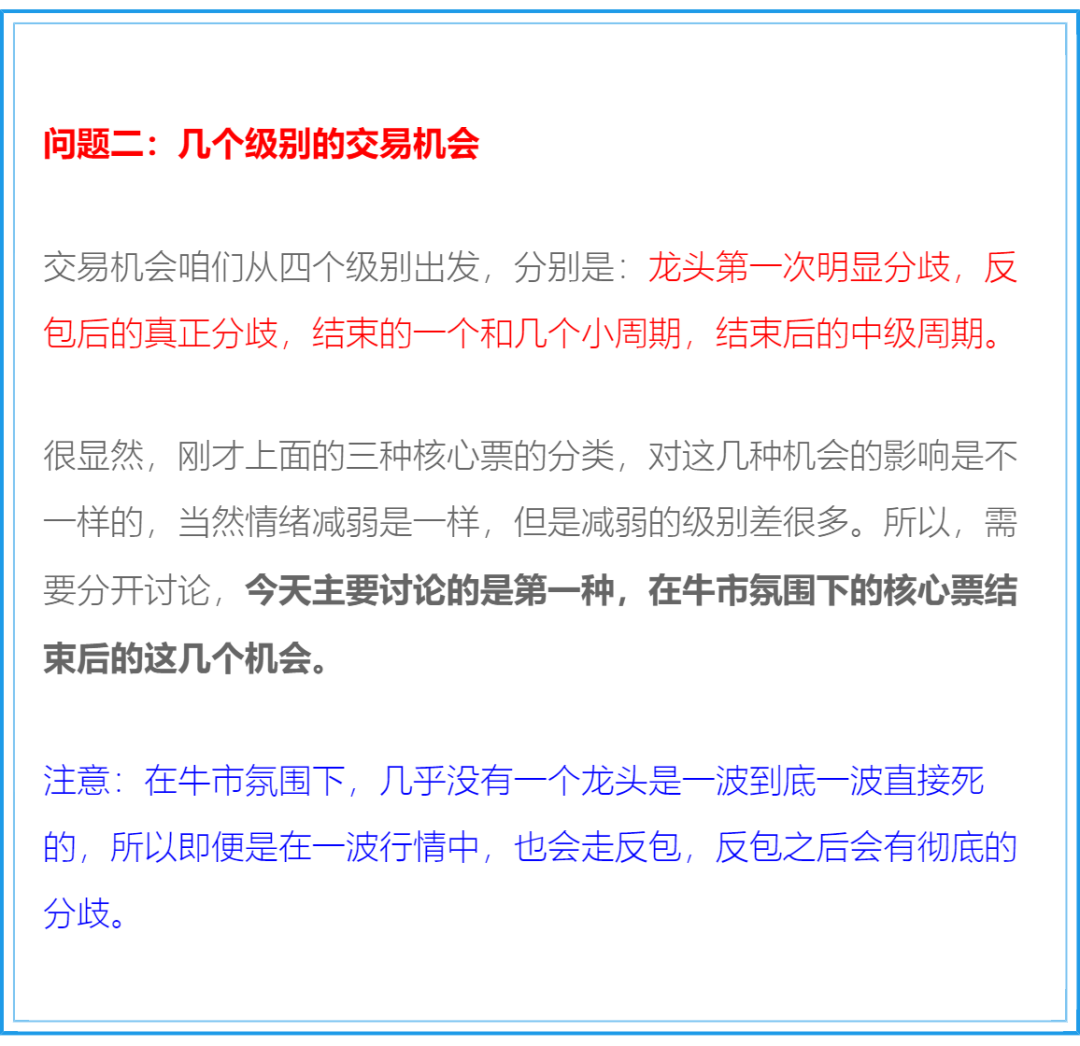 问题二：几个级别的交易机会
交易机会咱们从四个级别出发，分别是：龙头第一次明显分歧，反
包后的真正分歧，结束的一个和几个小周期，结束后的中级周期。
很显然，刚才上面的三种核心票的分类，对这几种机会的影响是不
一样的，当然情绪减弱是一样，但是减弱的级别差很多。所以，需
要分开讨论，今天主要讨论的是第一种，在牛市氛围下的核心票结
束后的这几个机会。
注意：在牛市氛围下，几乎没有一个龙头是一波到底一波直接死
的，所以即便是在一波行情中，也会走反包，反包之后会有彻底的
分歧。